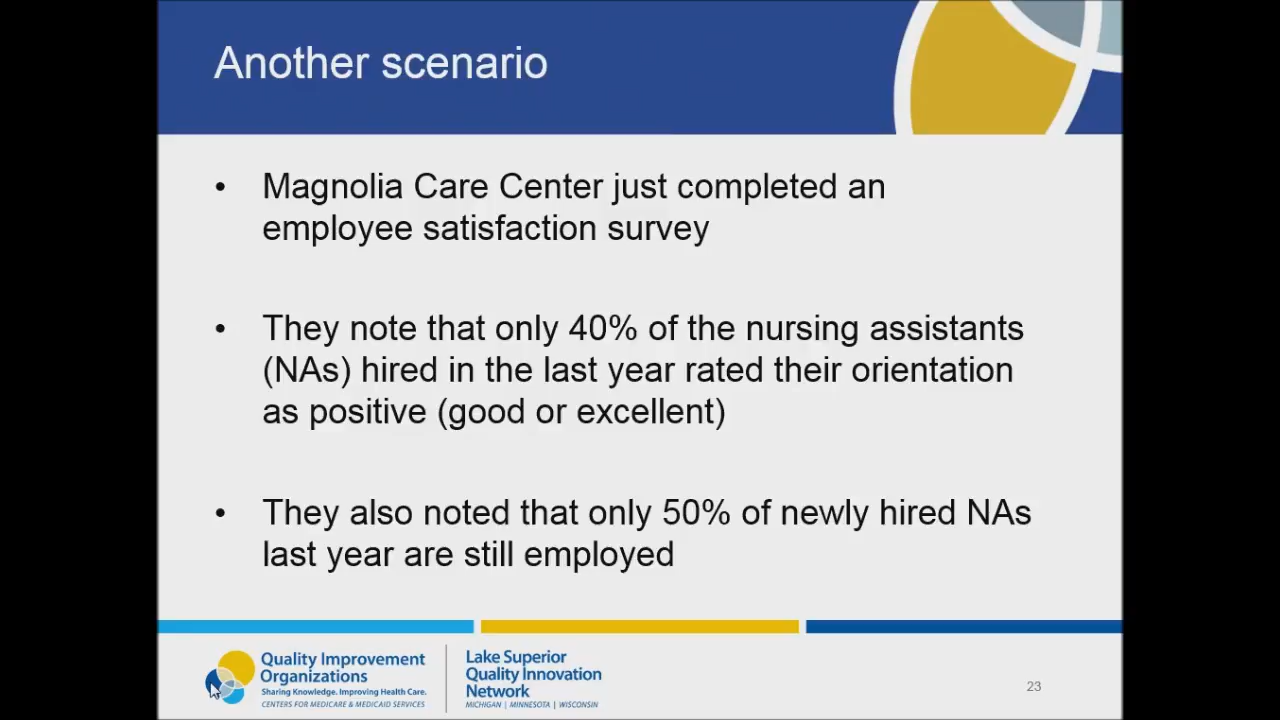 Another scenario
• Magnolia Care Center just completed an
employee satisfaction survey
• They note that only 40% of the nursing assistants
(NAs) hired in the last year rated their orientation
as positive (good or excellent)
• They also noted that only 50% of newly hired NAs
last year are still employed
Quality Improvement
Organizations
Sharing Knowledge. Improving Health Care.
CENTERS FOR MEDICARE & MEDICAID SERVICES
Lake Superior
Quality Innovation
Network
MICHIGAN | MINNESOTA | WISCONSIN
23